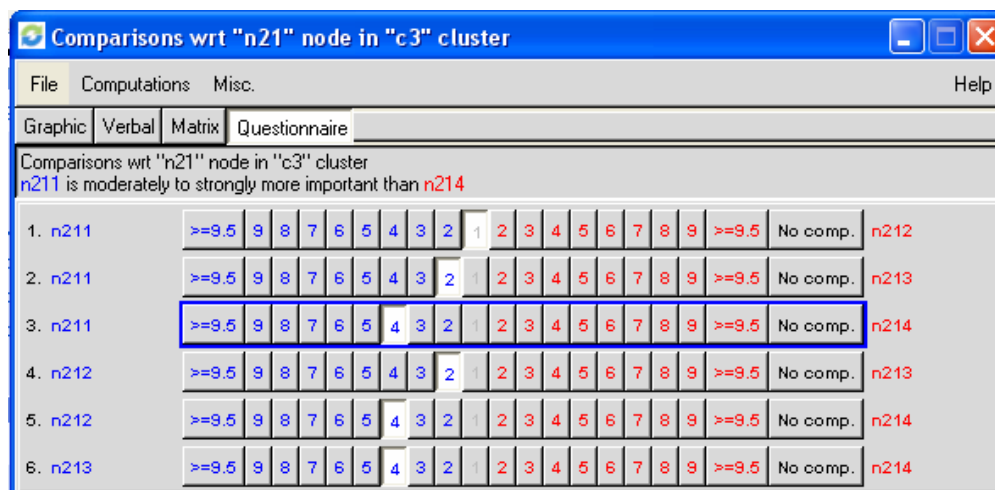 Comparisons wrt "n21" node in "c3" cluster
File Computations Misc. Help
Graphic Verbal Matrix Questionnaire
Comparisons wrt "n21" node in "c3" cluster
n211 is moderately to strongly more important than n214
1. n211 >=9.5 9 8 7 6 5 4 3 2 1 2 3 4 5 6 7 8 9 >=9.5 No comp. n212
2. n211 >=9.5 9 8 7 6 5 4 3 2 1 2 3 4 5 6 7 8 9 >=9.5 No comp. n213
3. n211 >=9.5 9 8 7 6 5 4 3 2 1 2 3 4 5 6 7 8 9 >=9.5 No comp. n214
4. n212 >=9.5 9 8 7 6 5 4 3 2 1 2 3 4 5 6 7 8 9 >=9.5 No comp. n213
5. n212 >=9.5 9 8 7 6 5 4 3 2 1 2 3 4 5 6 7 8 9 >=9.5 No comp. n214
6. n213 >=9.5 9 8 7 6 5 4 3 2 1 2 3 4 5 6 7 8 9 >=9.5 No comp. n214